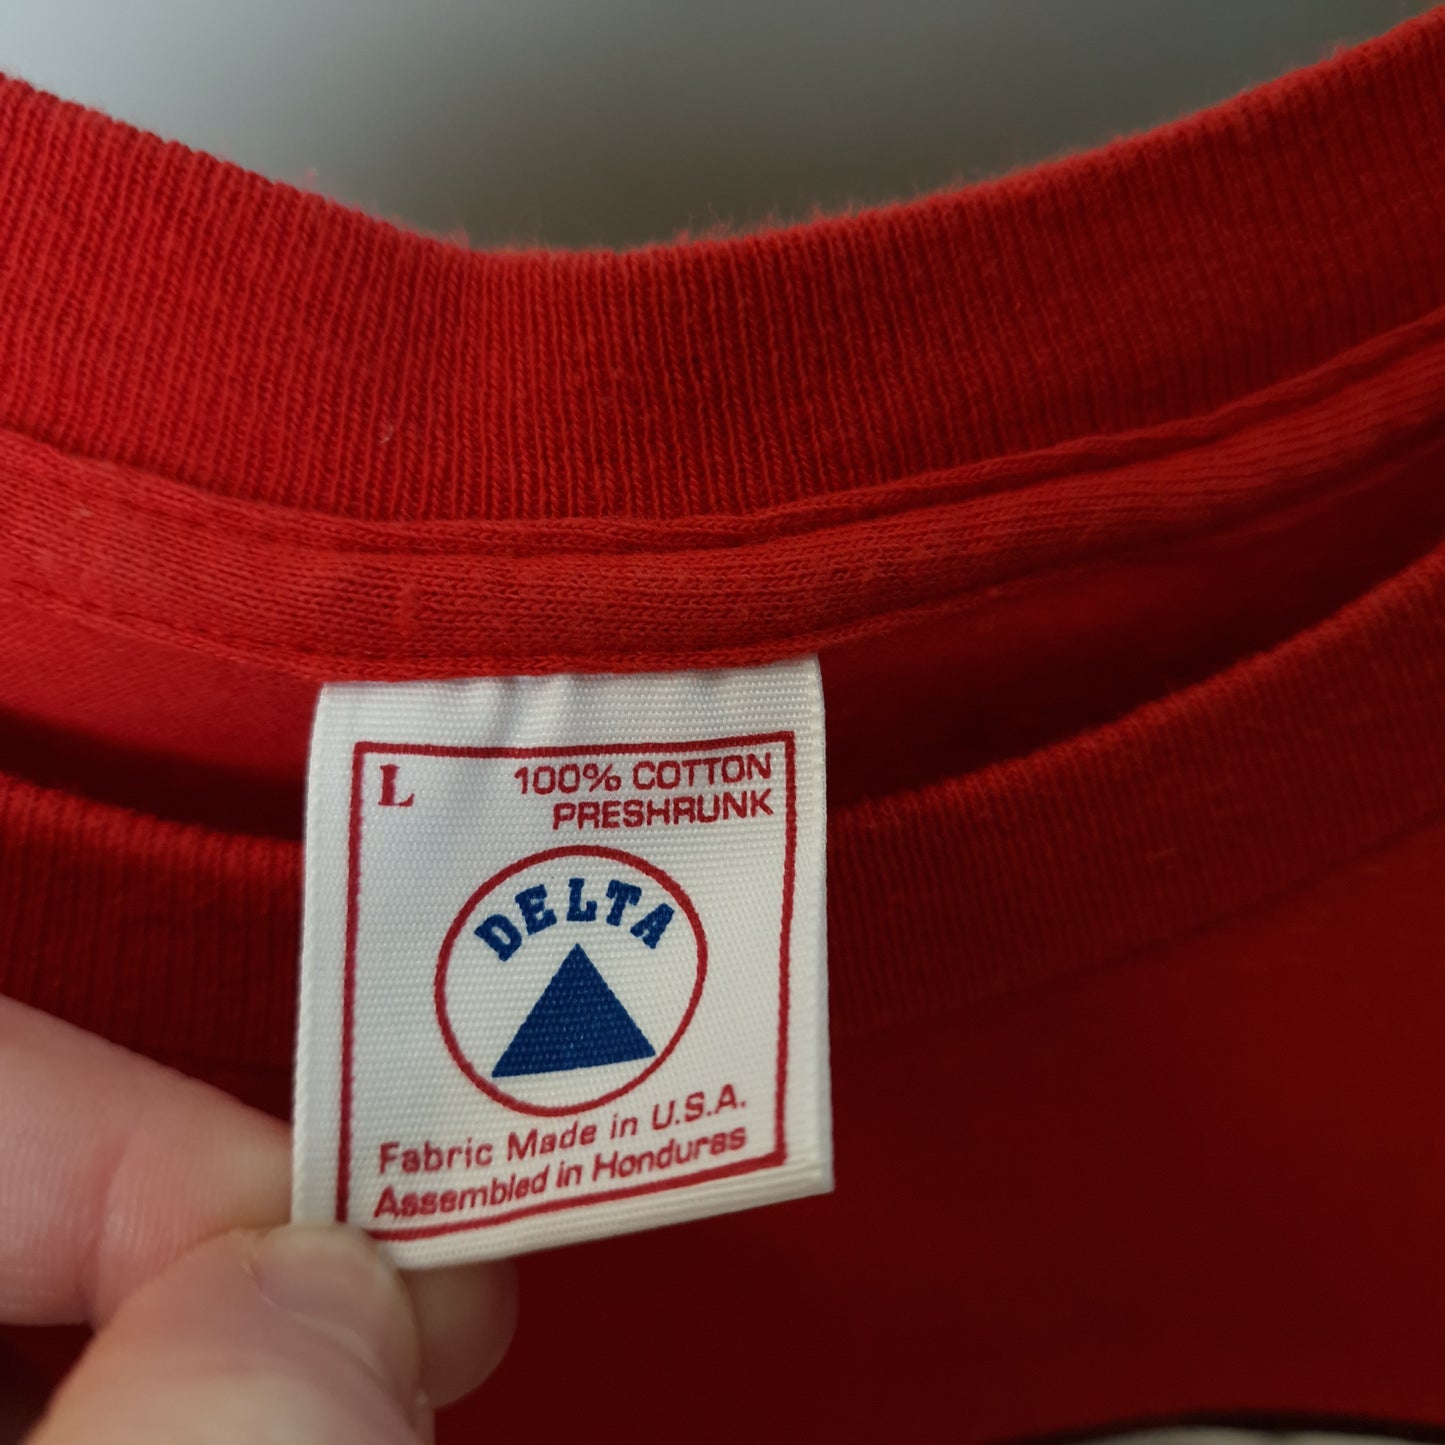 L
100% COTTON
PRESHRUNK
DELTA
Fabric Made in U.S.A.
Assembled in Honduras